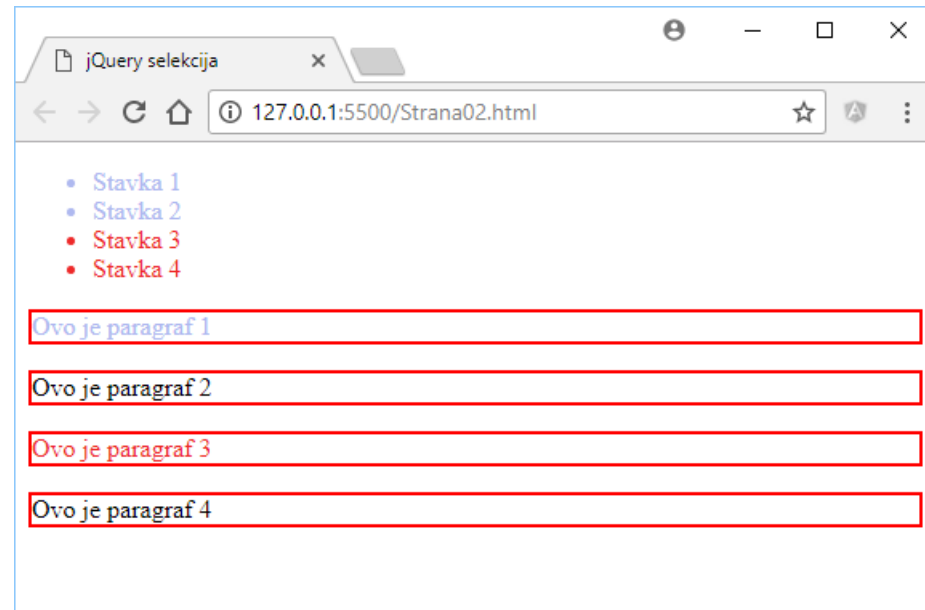 jQuery selekcija
127.0.0.1:5500/Strana02.html
Stavka 1
Stavka 2
Stavka 3
Stavka 4
Ovo je paragraf 1
Ovo je paragraf 2
Ovo je paragraf 3
Ovo je paragraf 4